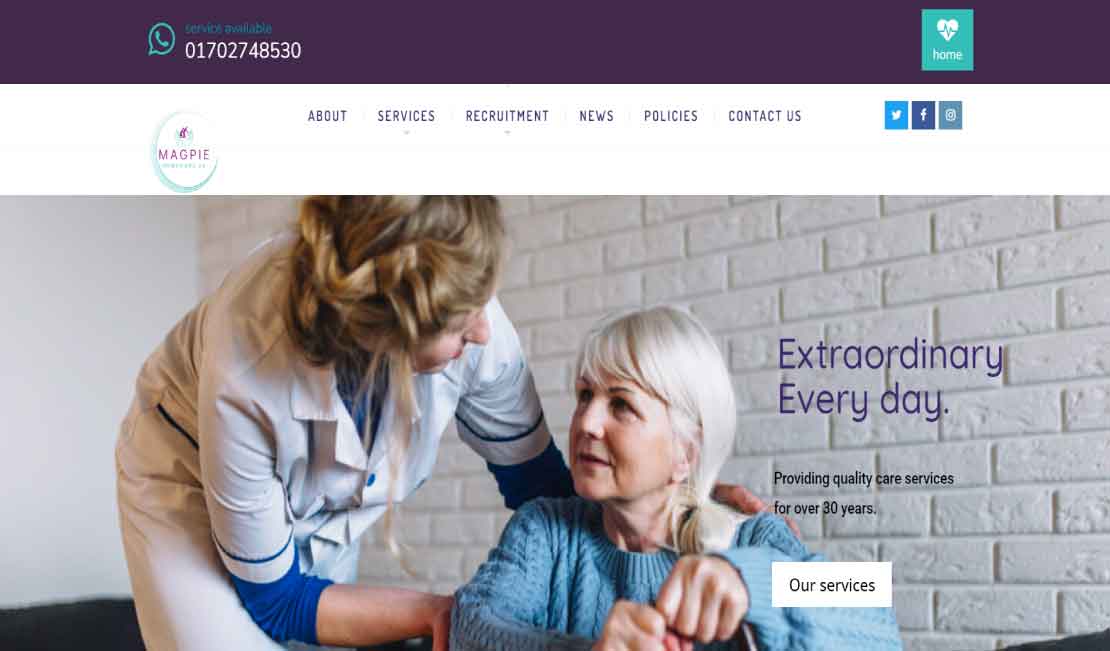 service available
01702748530
home
ABOUT
SERVICES
RECRUITMENT
NEWS
POLICIES
CONTACT US
MAGPIE
Extraordinary
Every day.
Providing quality care services
for over 30 years.
Our services